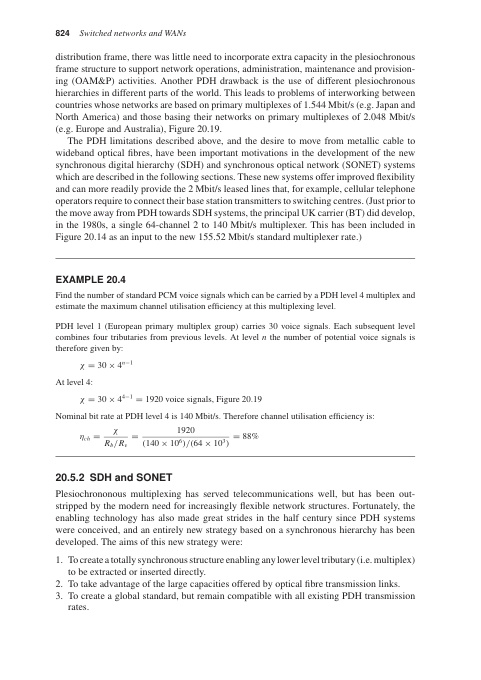 824 Switched networks and WANs
distribution frame, there was little need to incorporate extra capacity in the plesiochronous
frame structure to support network operations, administration, maintenance and provision-
ing (OAM&P) activities. Another PDH drawback is the use of different plesiochronous
hierarchies in different parts of the world. This leads to problems of interworking between
countries whose networks are based on primary multiplexes of 1.544 Mbit/s (e.g. Japan and
North America) and those basing their networks on primary multiplexes of 2.048 Mbit/s
(e.g. Europe and Australia), Figure 20.19.
The PDH limitations described above, and the desire to move from metallic cable to
wideband optical fibres, have been important motivations in the development of the new
synchronous digital hierarchy (SDH) and synchronous optical network (SONET) systems
which are described in the following sections. These new systems offer improved flexibility
and can more readily provide the 2 Mbit/s leased lines that, for example, cellular telephone
operators require to connect their base station transmitters to switching centres. (Just prior to
the move away from PDH towards SDH systems, the principal UK carrier (BT) did develop,
in the 1980s, a single 64-channel 2 to 140 Mbit/s multiplexer. This has been included in
Figure 20.14 as an input to the new 155.52 Mbit/s standard multiplexer rate.)
EXAMPLE 20.4
Find the number of standard PCM voice signals which can be carried by a PDH level 4 multiplex and
estimate the maximum channel utilisation efficiency at this multiplexing level.
PDH level 1 (European primary multiplex group) carries 30 voice signals. Each subsequent level
combines four tributaries from previous levels. At level n the number of potential voice signals is
therefore given by:
χ = 30 × 4ⁿ⁻¹
At level 4:
χ = 30 × 4⁴⁻¹ = 1920 voice signals, Figure 20.19
Nominal bit rate at PDH level 4 is 140 Mbit/s. Therefore channel utilisation efficiency is:
η_ch = χ / (R_b/R_s) = 1920 / ((140 × 10⁶)/(64 × 10³)) = 88%
20.5.2 SDH and SONET
Plesiochrononous multiplexing has served telecommunications well, but has been out-
stripped by the modern need for increasingly flexible network structures. Fortunately, the
enabling technology has also made great strides in the half century since PDH systems
were conceived, and an entirely new strategy based on a synchronous hierarchy has been
developed. The aims of this new strategy were:
1. To create a totally synchronous structure enabling any lower level tributary (i.e. multiplex)
to be extracted or inserted directly.
2. To take advantage of the large capacities offered by optical fibre transmission links.
3. To create a global standard, but remain compatible with all existing PDH transmission
rates.